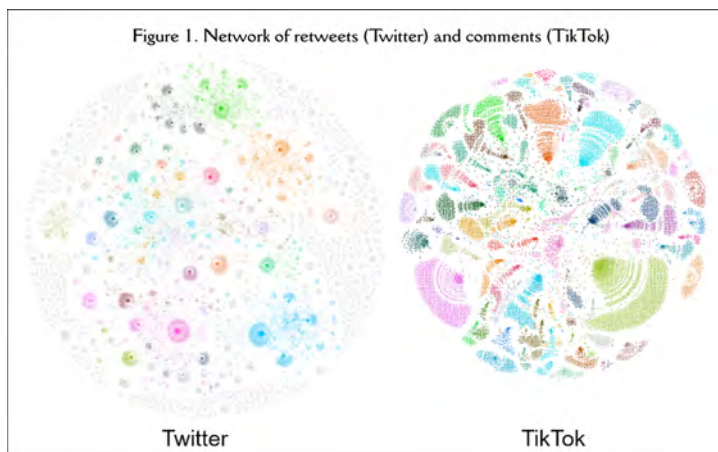 Figure 1. Network of retweets (Twitter) and comments (TikTok)
Twitter
TikTok